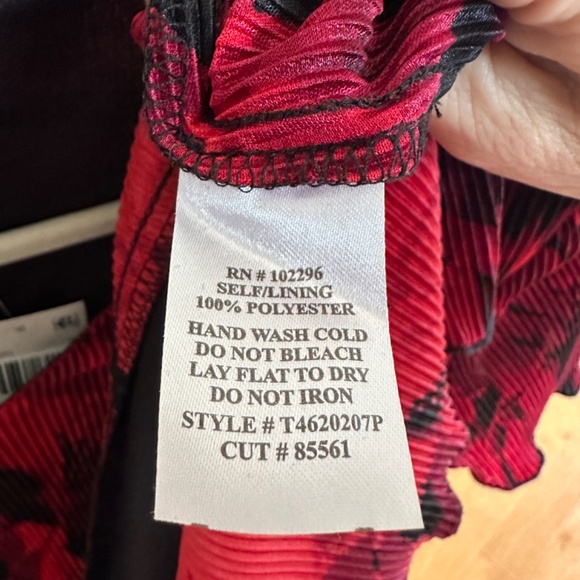 RN # 102296
SELF/LINING
100% POLYESTER
HAND WASH COLD
DO NOT BLEACH
LAY FLAT TO DRY
DO NOT IRON
STYLE # T4620207P
CUT # 85561